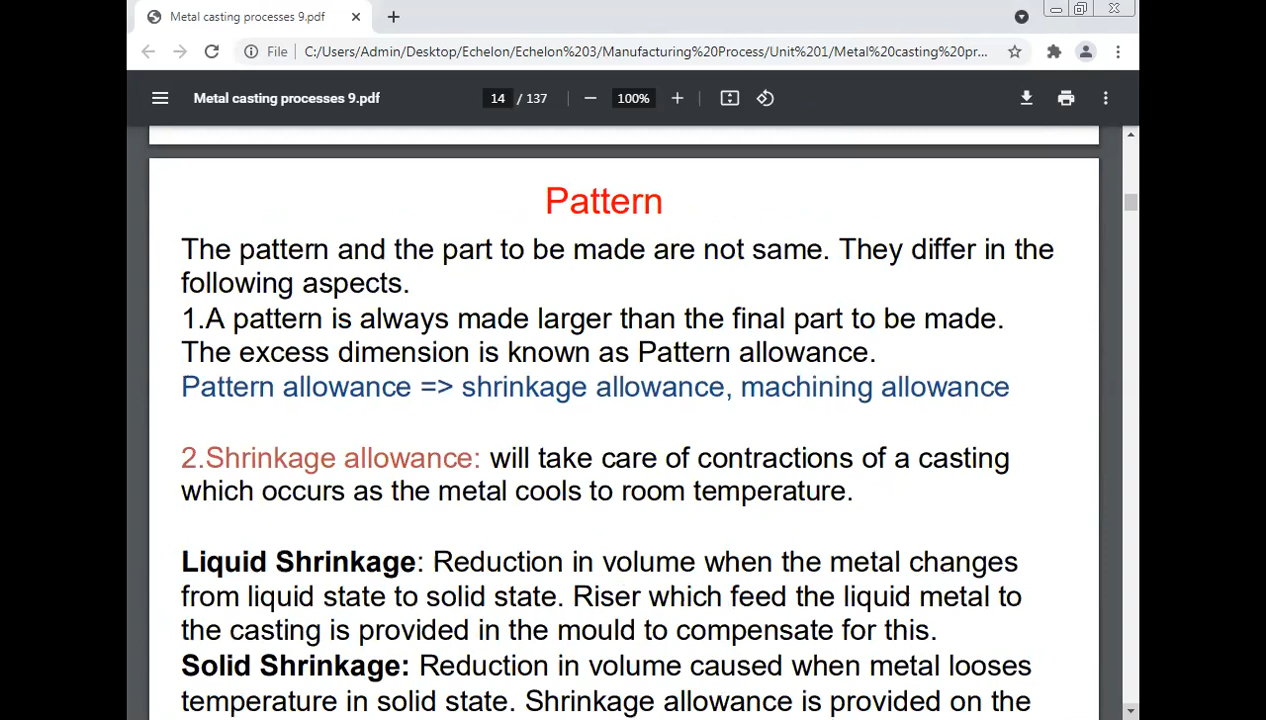 Metal casting processes 9.pdf
File C:/Users/Admin/Desktop/Echelon/Echelon%203/Manufacturing%20Process/Unit%201/Metal%20casting%20pr...
Metal casting processes 9.pdf 14 / 137 100%
Pattern
The pattern and the part to be made are not same. They differ in the
following aspects.
1.A pattern is always made larger than the final part to be made.
The excess dimension is known as Pattern allowance.
Pattern allowance => shrinkage allowance, machining allowance
2.Shrinkage allowance: will take care of contractions of a casting
which occurs as the metal cools to room temperature.
Liquid Shrinkage: Reduction in volume when the metal changes
from liquid state to solid state. Riser which feed the liquid metal to
the casting is provided in the mould to compensate for this.
Solid Shrinkage: Reduction in volume caused when metal looses
temperature in solid state. Shrinkage allowance is provided on the